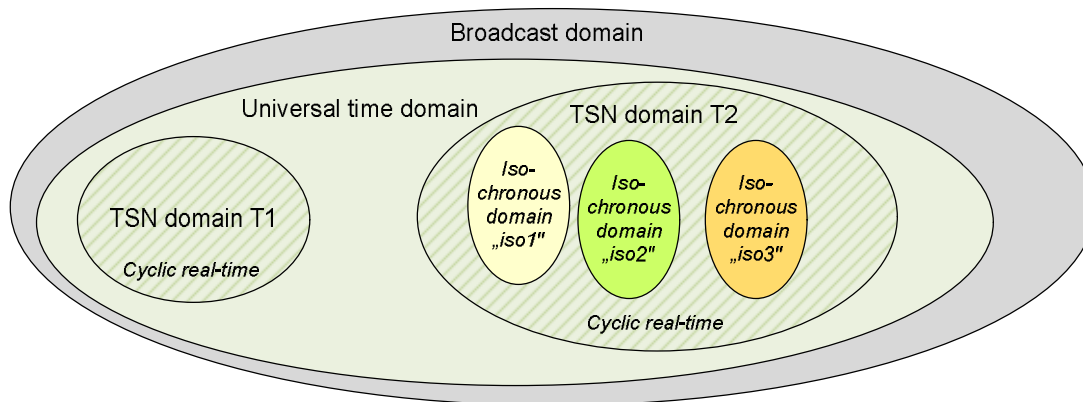 Broadcast domain
Universal time domain
TSN domain T2
TSN domain T1
Cyclic real-time
Iso-
chronous
domain
„iso1"
Iso-
chronous
domain
„iso2"
Iso-
chronous
domain
„iso3"
Cyclic real-time